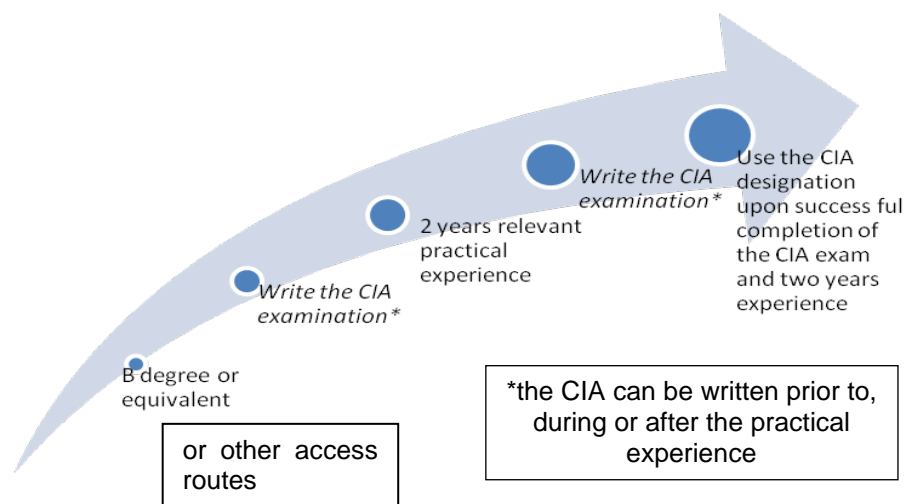 B degree or
equivalent
or other access
routes
Write the CIA
examination*
2 years relevant
practical
experience
Write the CIA
examination*
Use the CIA
designation
upon success ful
completion of
the CIA exam
and two years
experience
*the CIA can be written prior to,
during or after the practical
experience